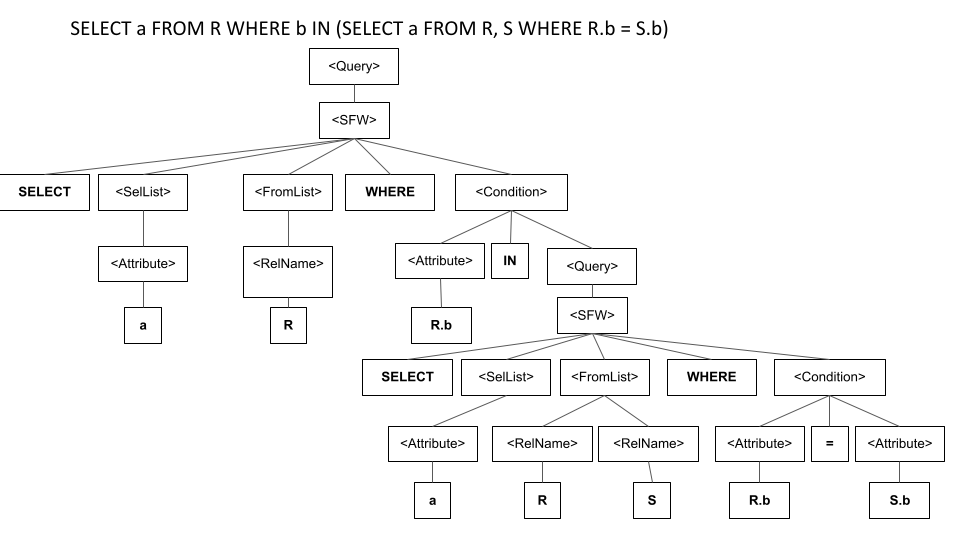 SELECT a FROM R WHERE b IN (SELECT a FROM R, S WHERE R.b = S.b)
<Query>
<SFW>
SELECT <SelList> <FromList> WHERE <Condition>
<Attribute> <RelName> <Attribute> IN <Query>
a R R.b <SFW>
SELECT <SelList> <FromList> WHERE <Condition>
<Attribute> <RelName> <RelName> <Attribute> = <Attribute>
a R S R.b S.b